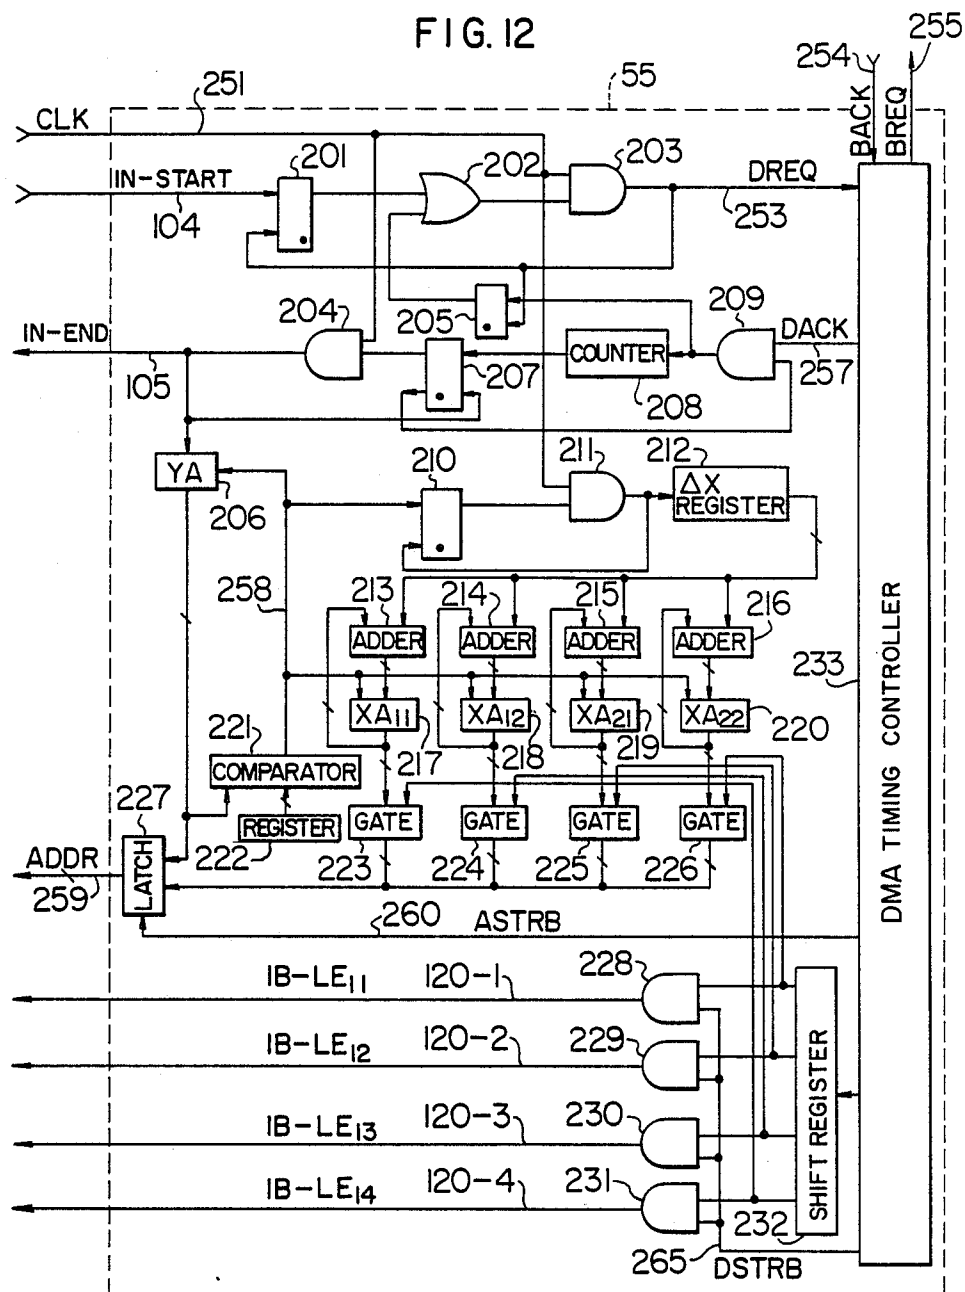 FIG. 12
255
254
55
251
CLK
BACK
BREQ
201
202
203
IN-START
DREQ
104
253
204
205
209
IN-END
DACK
COUNTER
105
207
208
257
210
211
212
YA
ΔX
REGISTER
206
258
213
214
215
216
ADDER
ADDER
ADDER
ADDER
233
DMA TIMING CONTROLLER
XA11
XA12
XA21
XA22
220
221
217
218
219
COMPARATOR
227
REGISTER
GATE
GATE
GATE
GATE
222
223
224
225
226
ADDR
LATCH
259
260
ASTRB
IB-LE11
120-1
228
IB-LE12
120-2
229
SHIFT REGISTER
IB-LE13
120-3
230
IB-LE14
120-4
231
232
265
DSTRB